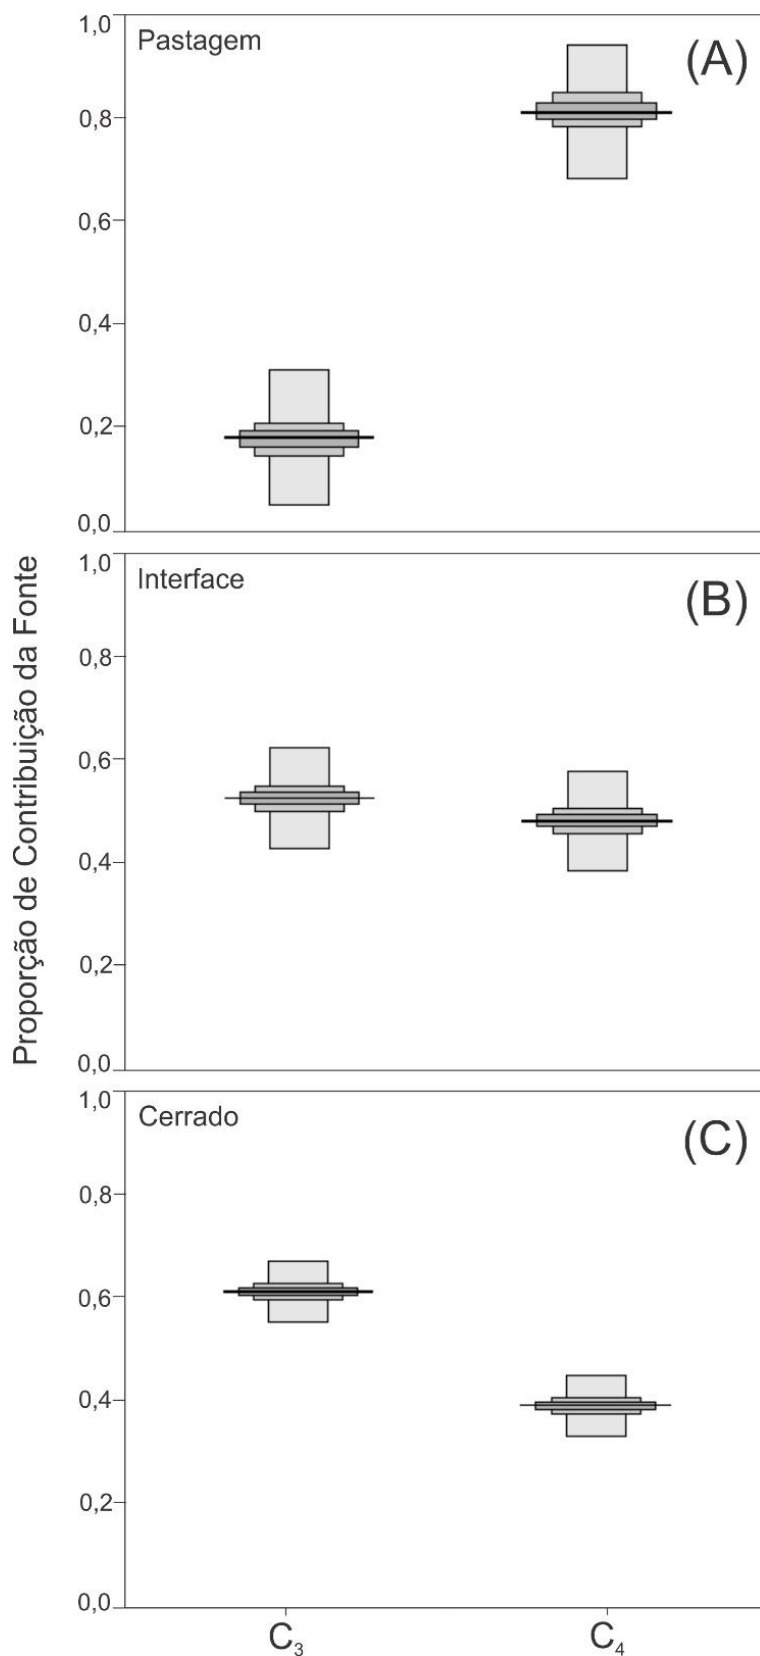 Proporção de Contribuição da Fonte
1,0
Pastagem
(A)
0,8
0,6
0,4
0,2
0,0
1,0
Interface
(B)
0,8
0,6
0,4
0,2
0,0
1,0
Cerrado
(C)
0,8
0,6
0,4
0,2
0,0
C₃ C₄